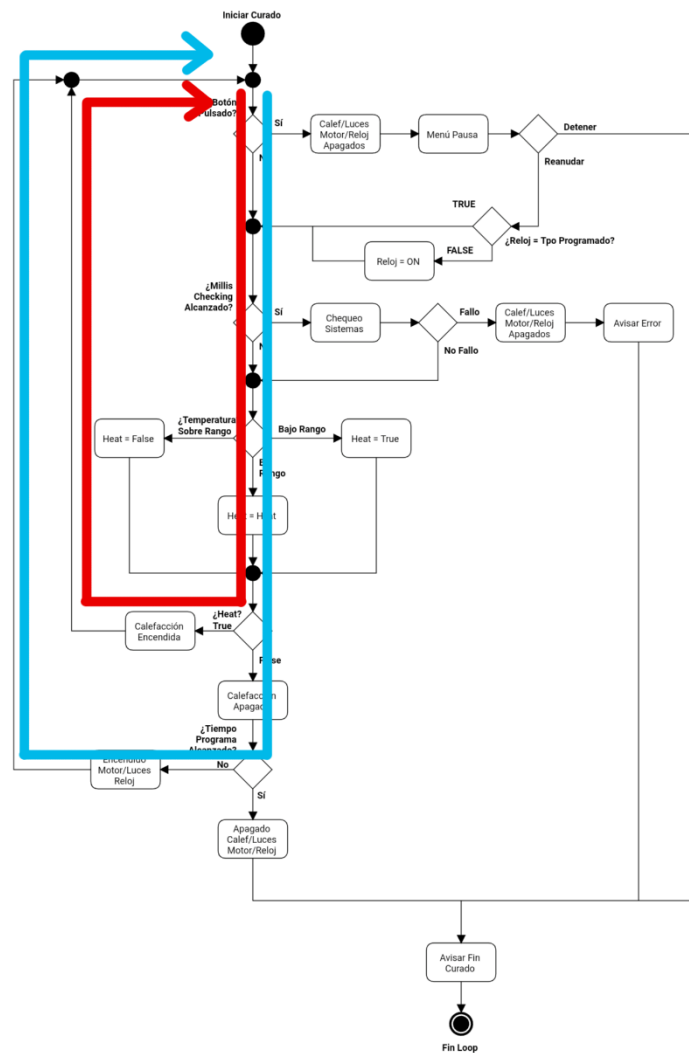 Iniciar Curado
Botón
Pulsado?
Sí
Calef/Luces
Motor/Reloj
Apagados
Menú Pausa
Detener
Reanudar
TRUE
¿Reloj = Tpo Programado?
FALSE
Reloj = ON
¿Millis
Checking
Alcanzado?
Sí
Chequeo
Sistemas
Fallo
Calef/Luces
Motor/Reloj
Apagados
Avisar Error
No Fallo
¿Temperatura
Sobre Rango
Bajo Rango
Heat = False
Heat = True
Heat = Heat
¿Heat?
True
Calefacción
Encendida
Calefacción
¿Tiempo
Programa
Alcanzado?
No
Encendido
Motor/Luces
Reloj
Sí
Apagado
Calef/Luces
Motor/Reloj
Avisar Fin
Curado
Fin Loop